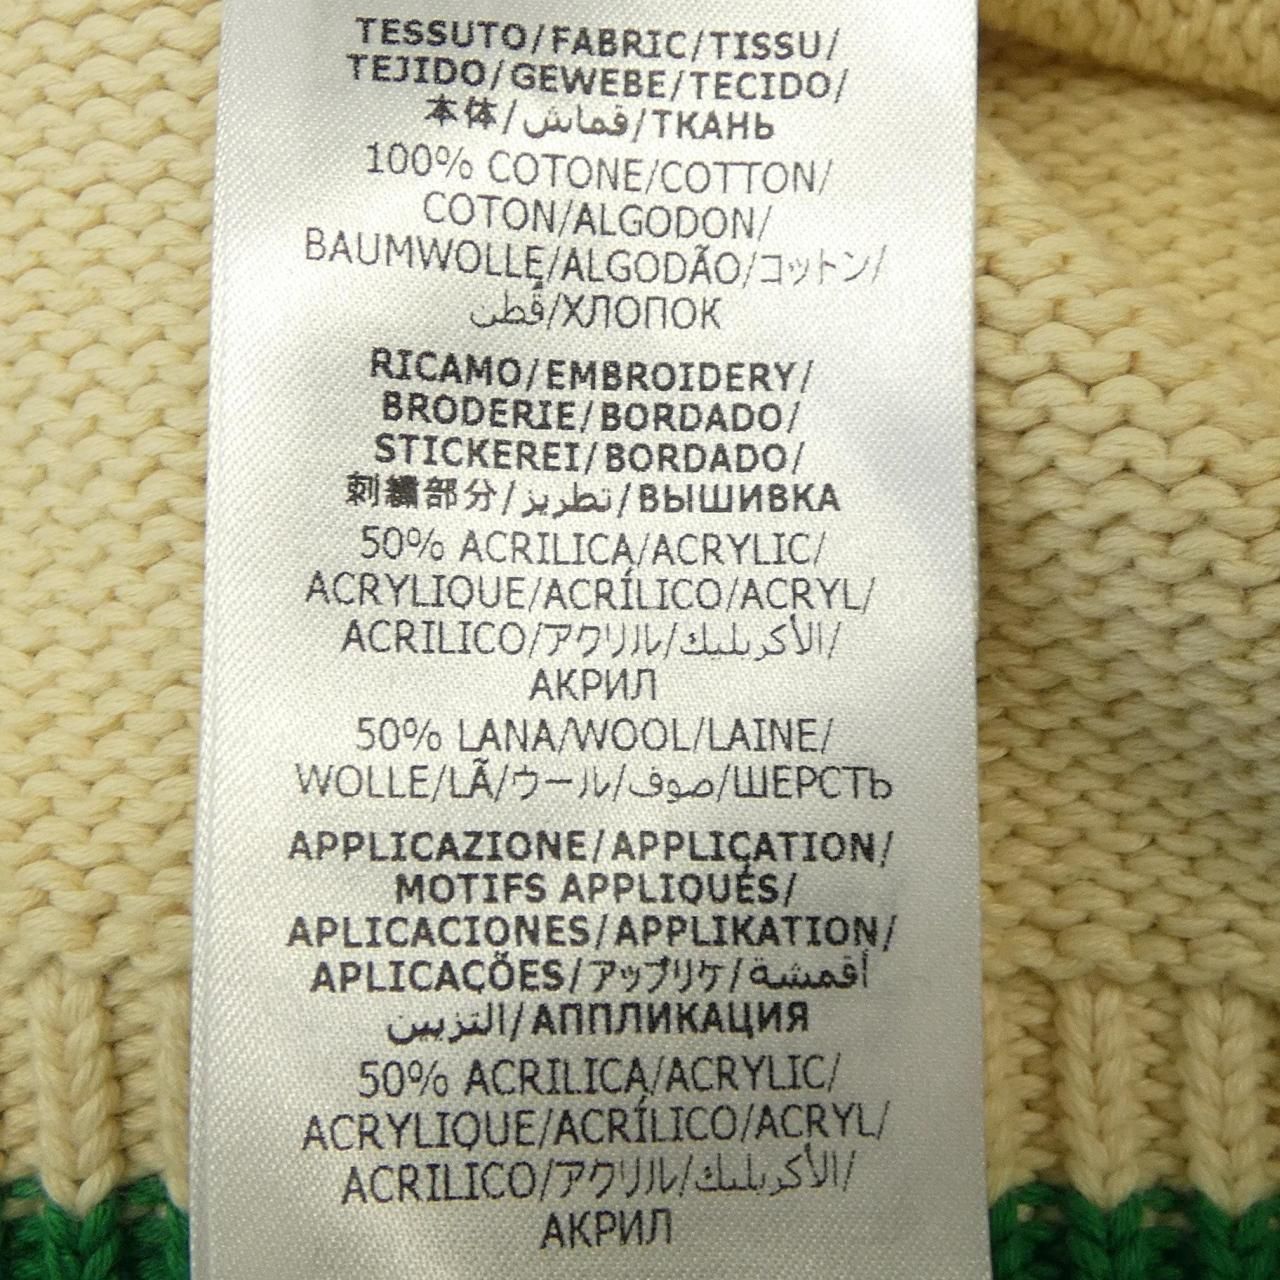 TESSUTO/FABRIC/TISSU/
TEJIDO/GEWEBE/TECIDO/
本体/قماش/ТКАНЬ
100% COTONE/COTTON/
COTON/ALGODON/
BAUMWOLLE/ALGODÃO/コットン/
قُطن/ХЛОПОК
RICAMO/EMBROIDERY/
BRODERIE/BORDADO/
STICKEREI/BORDADO/
刺繍部分/تطريز/ВЫШИВКА
50% ACRILICA/ACRYLIC/
ACRYLIQUE/ACRÍLICO/ACRYL/
ACRILICO/アクリル/الأكريليك/
АКРИЛ
50% LANA/WOOL/LAINE/
WOLLE/LÃ/ウール/صوف/ШЕРСТЬ
APPLICAZIONE/APPLICATION/
MOTIFS APPLIQUÉS/
APLICACIONES/APPLIKATION/
APLICAÇÕES/アップリケ/أقمشة
التزيين/АППЛИКАЦИЯ
50% ACRILICA/ACRYLIC/
ACRYLIQUE/ACRÍLICO/ACRYL/
ACRILICO/アクリル/الأكريليك/
АКРИЛ